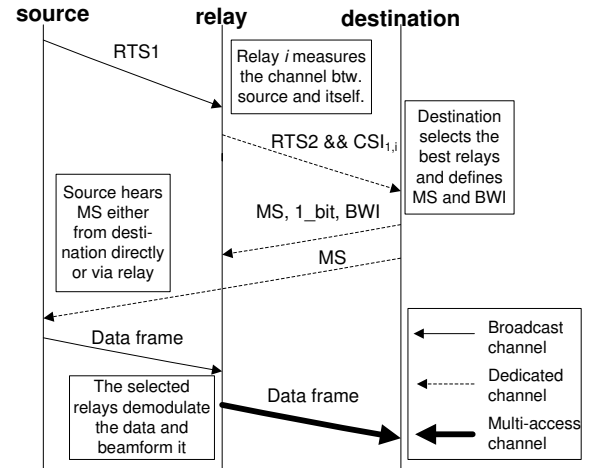 source
relay
destination
RTS1
Relay i measures
the channel btw.
source and itself.
RTS2 && CSI1,i
Destination
selects the
best relays
and defines
MS and BWI
Source hears
MS either
from desti-
nation directly
or via relay
MS, 1_bit, BWI
MS
Data frame
The selected
relays demodulate
the data and
beamform it
Data frame
Broadcast
channel
Dedicated
channel
Multi-access
channel